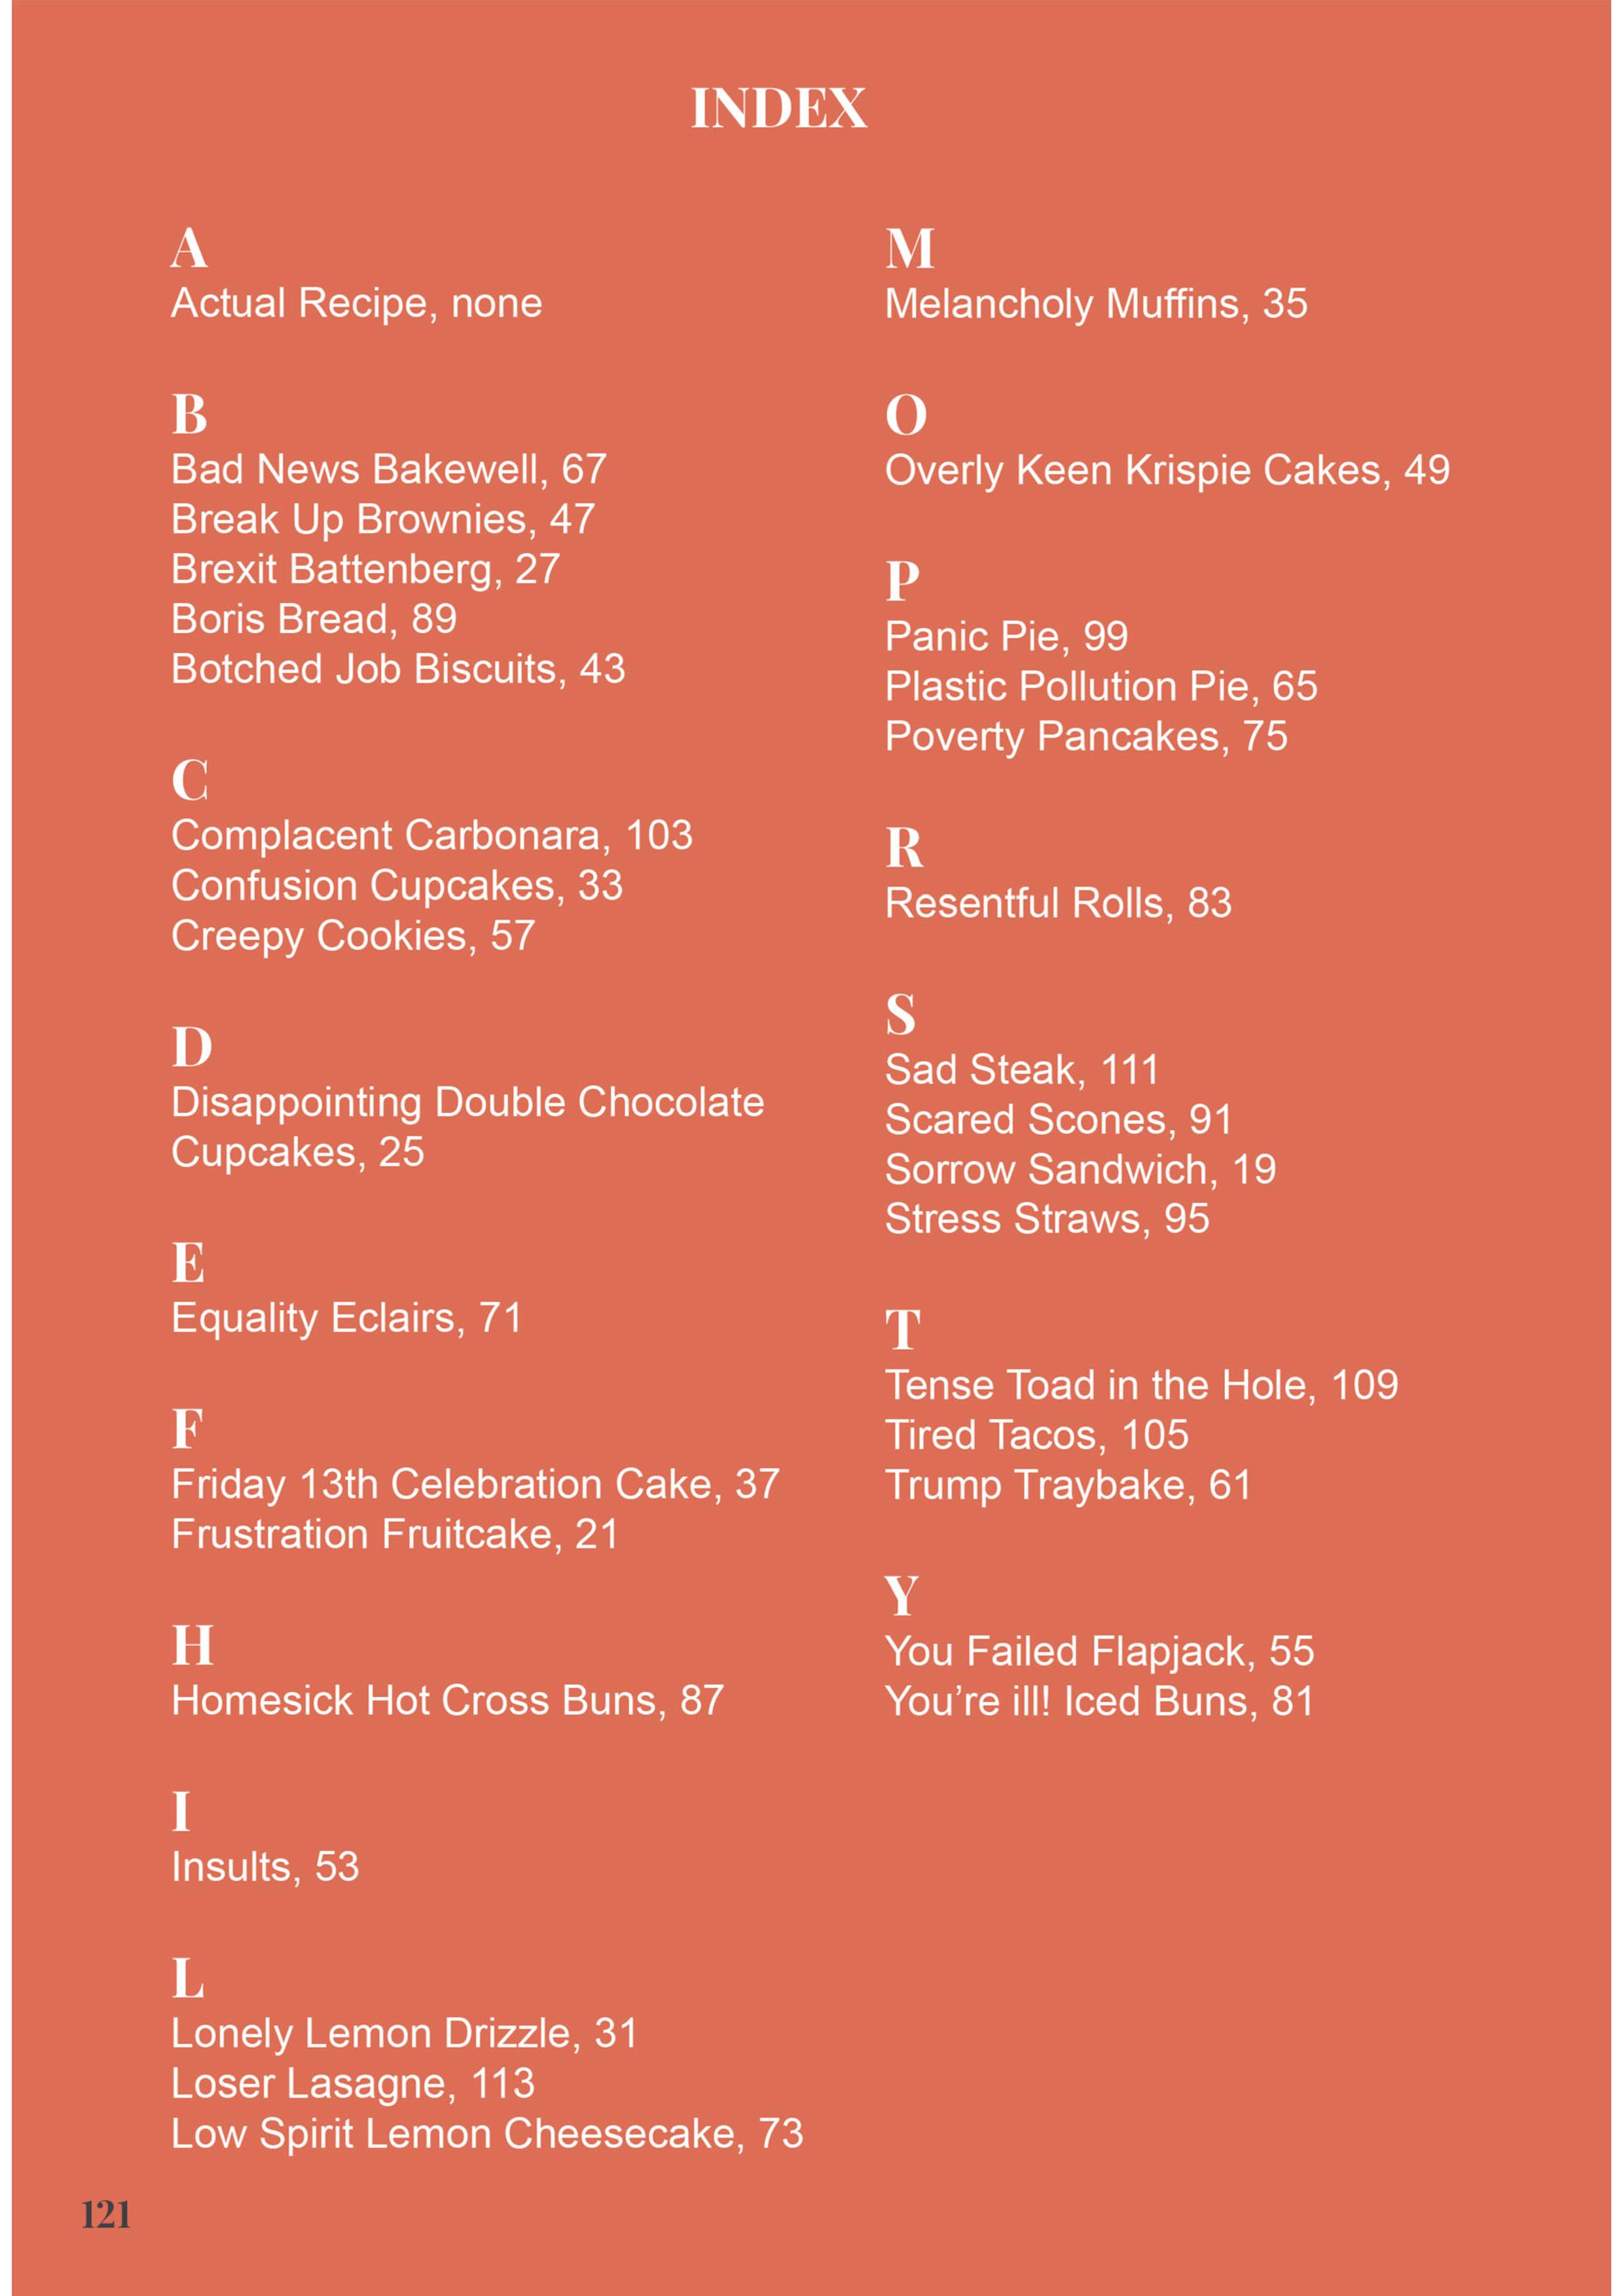 INDEX
A
Actual Recipe, none
B
Bad News Bakewell, 67
Break Up Brownies, 47
Brexit Battenberg, 27
Boris Bread, 89
Botched Job Biscuits, 43
C
Complacent Carbonara, 103
Confusion Cupcakes, 33
Creepy Cookies, 57
D
Disappointing Double Chocolate
Cupcakes, 25
E
Equality Eclairs, 71
F
Friday 13th Celebration Cake, 37
Frustration Fruitcake, 21
H
Homesick Hot Cross Buns, 87
I
Insults, 53
L
Lonely Lemon Drizzle, 31
Loser Lasagne, 113
Low Spirit Lemon Cheesecake, 73
M
Melancholy Muffins, 35
O
Overly Keen Krispie Cakes, 49
P
Panic Pie, 99
Plastic Pollution Pie, 65
Poverty Pancakes, 75
R
Resentful Rolls, 83
S
Sad Steak, 111
Scared Scones, 91
Sorrow Sandwich, 19
Stress Straws, 95
T
Tense Toad in the Hole, 109
Tired Tacos, 105
Trump Traybake, 61
Y
You Failed Flapjack, 55
You’re ill! Iced Buns, 81
121